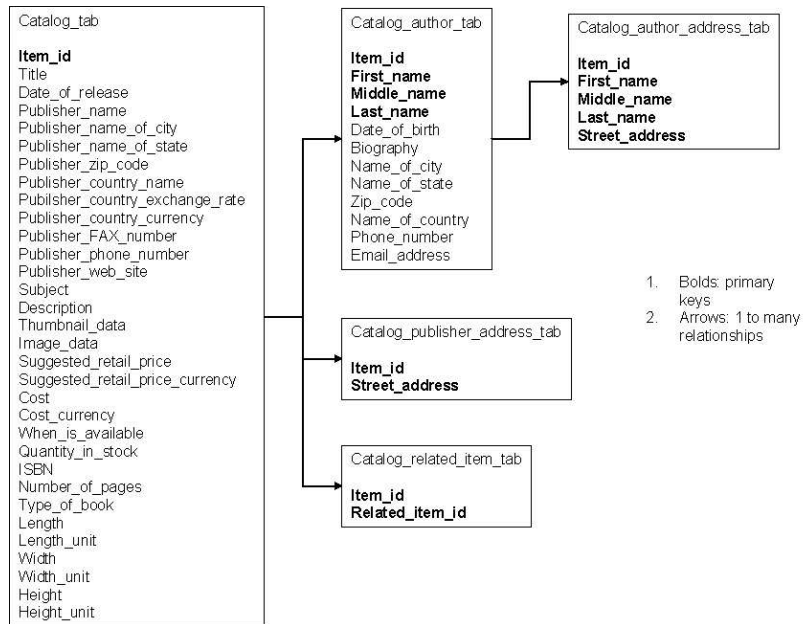 Catalog_tab
Item_id
Title
Date_of_release
Publisher_name
Publisher_name_of_city
Publisher_name_of_state
Publisher_zip_code
Publisher_country_name
Pubilsher_country_exchange_rate
Publisher_country_currency
Publisher_FAX_number
Publisher_phone_number
Publisher_web_site
Subject
Description
Thumbnail_data
Image_data
Suggested_retail_price
Suggested_retail_price_currency
Cost
Cost_currency
When_is_available
Quantity_in_stock
ISBN
Number_of_pages
Type_of_book
Length
Length_unit
Width
Width_unit
Height
Height_unit
Catalog_author_tab
Item_id
First_name
Middle_name
Last_name
Date_of_birth
Biography
Name_of_city
Name_of_state
Zip_code
Name_of_country
Phone_number
Email_address
Catalog_publisher_address_tab
Item_id
Street_address
Catalog_related_item_tab
Item_id
Related_item_id
Catalog_author_address_tab
Item_id
First_name
Middle_name
Last_name
Street_address
1. Bolds: primary
keys
2. Arrows: 1 to many
relationships